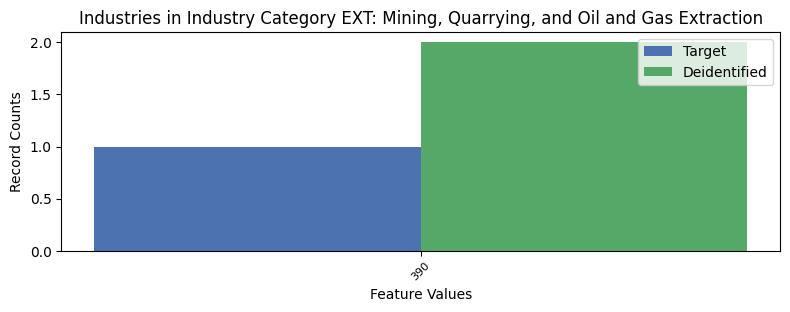 Industries in Industry Category EXT: Mining, Quarrying, and Oil and Gas Extraction
Target
Deidentified
Record Counts
2.0
1.5
1.0
0.5
0.0
390
Feature Values